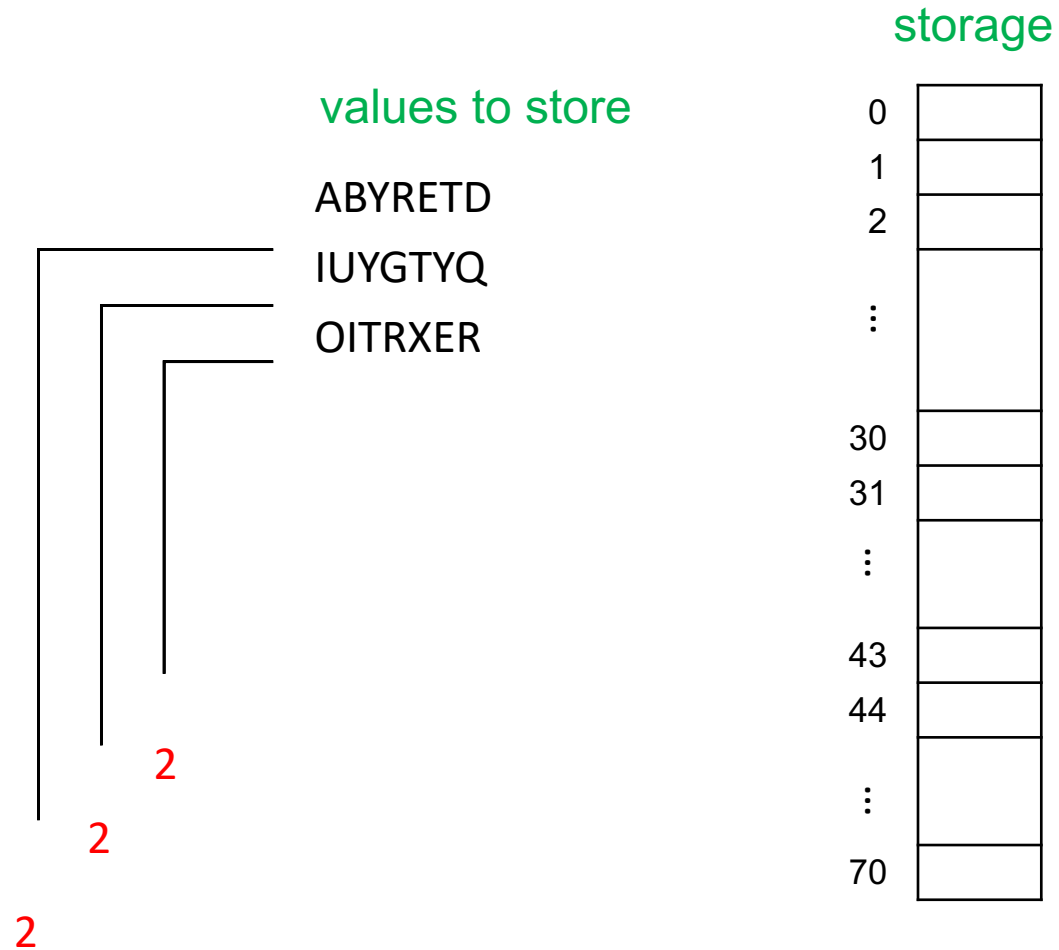 storage
values to store
0
1
ABYRETD
2
IUYGTYQ
⋮
OITRXER
30
31
⋮
43
44
2
⋮
2
70
2